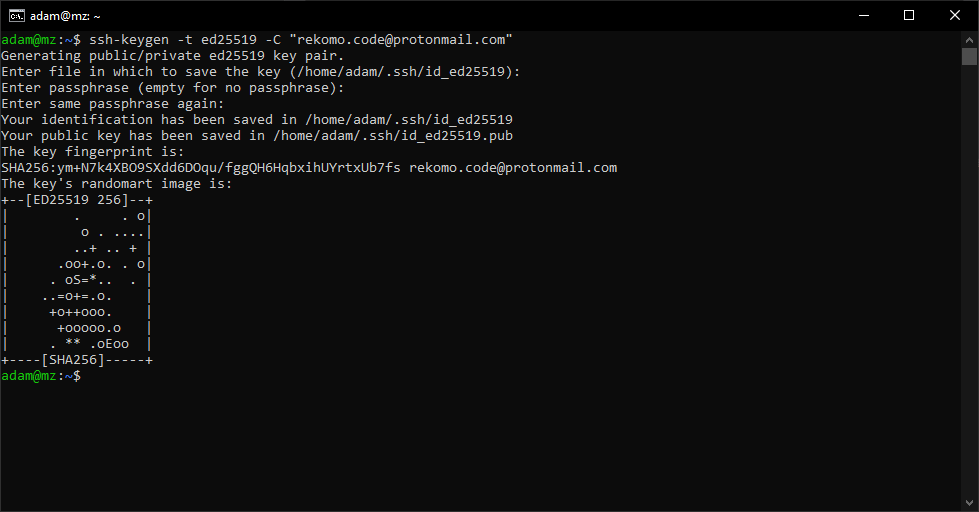 adam@mz: ~
adam@mz:~$ ssh-keygen -t ed25519 -C "rekomo.code@protonmail.com"
Generating public/private ed25519 key pair.
Enter file in which to save the key (/home/adam/.ssh/id_ed25519):
Enter passphrase (empty for no passphrase):
Enter same passphrase again:
Your identification has been saved in /home/adam/.ssh/id_ed25519
Your public key has been saved in /home/adam/.ssh/id_ed25519.pub
The key fingerprint is:
SHA256:ym+N7k4XBO9SXdd6DOqu/fggQH6HqbxihUYrtxUb7fs rekomo.code@protonmail.com
The key's randomart image is:
+--[ED25519 256]--+
|        .     . o|
|         o . ....|
|        ..+ .. + |
|      .oo+.o. . o|
|     . oS=*..  . |
|    ..=o+=.o.    |
|     +o++ooo.    |
|      +ooooo.o   |
|     . ** .oEoo  |
+----[SHA256]-----+
adam@mz:~$